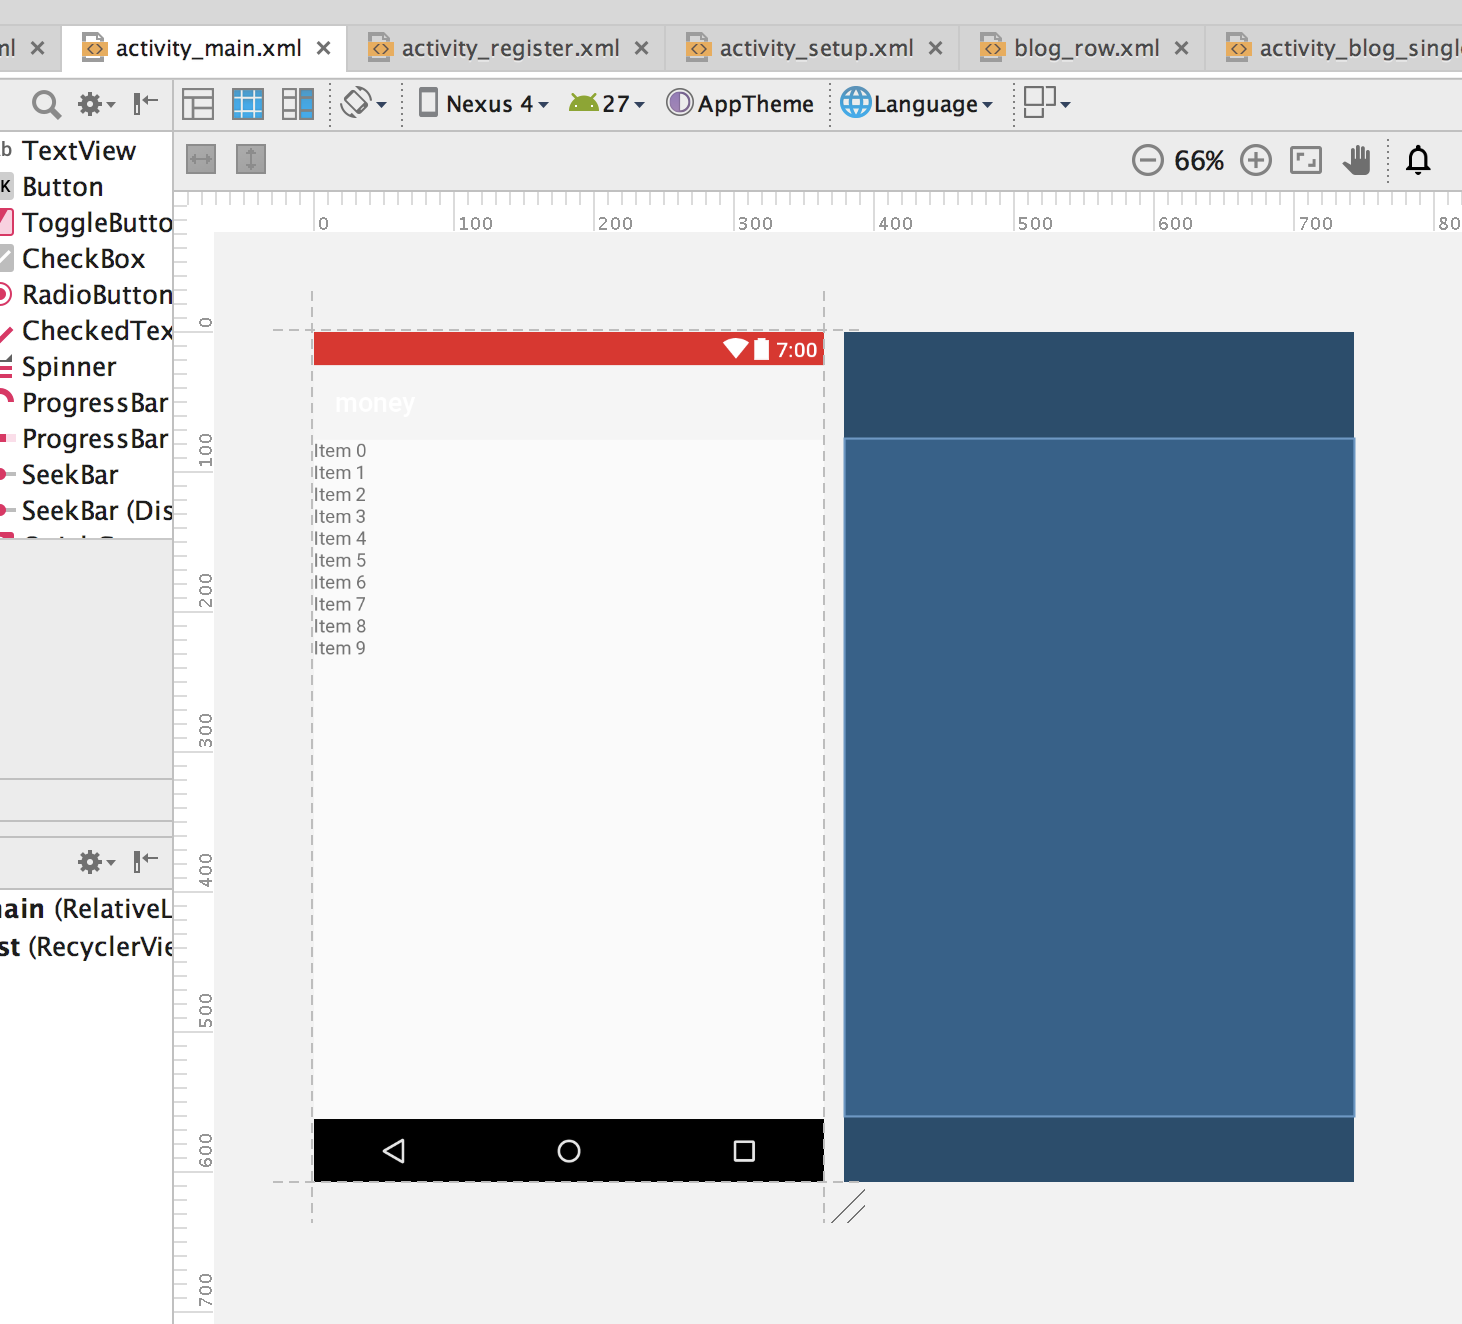 ml
activity_main.xml
activity_register.xml
activity_setup.xml
blog_row.xml
activity_blog_singl
Nexus 4
27
AppTheme
Language
66%
Ab TextView
OK Button
ToggleButto
CheckBox
RadioButton
CheckedTex
Spinner
ProgressBar
ProgressBar
SeekBar
SeekBar (Dis
0 100 200 300 400 500 600 700 80
0
100
200
300
400
500
600
700
7:00
money
Item 0
Item 1
Item 2
Item 3
Item 4
Item 5
Item 6
Item 7
Item 8
Item 9
ain (RelativeL
st (RecyclerVie